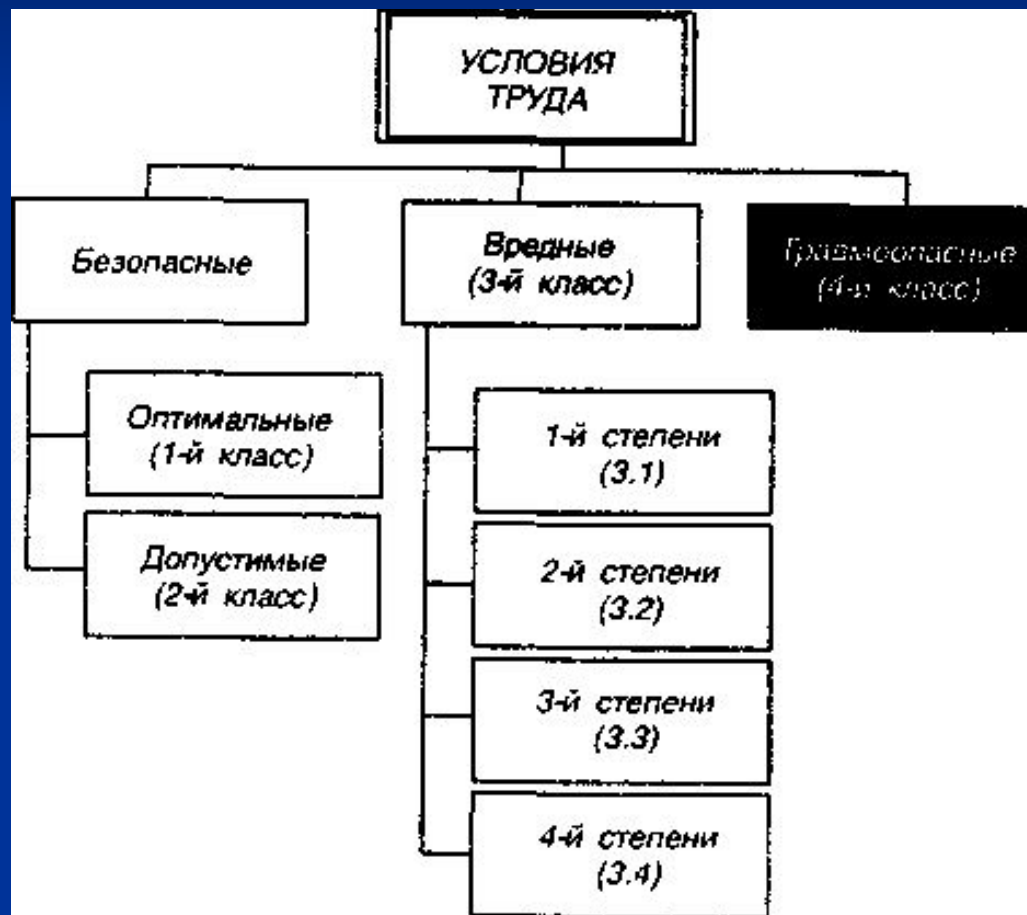 УСЛОВИЯ
ТРУДА
Безопасные
Вредные
(3-й класс)
Травмоопасные
(4-й класс)
Оптимальные
(1-й класс)
Допустимые
(2-й класс)
1-й степени
(3.1)
2-й степени
(3.2)
3-й степени
(3.3)
4-й степени
(3.4)